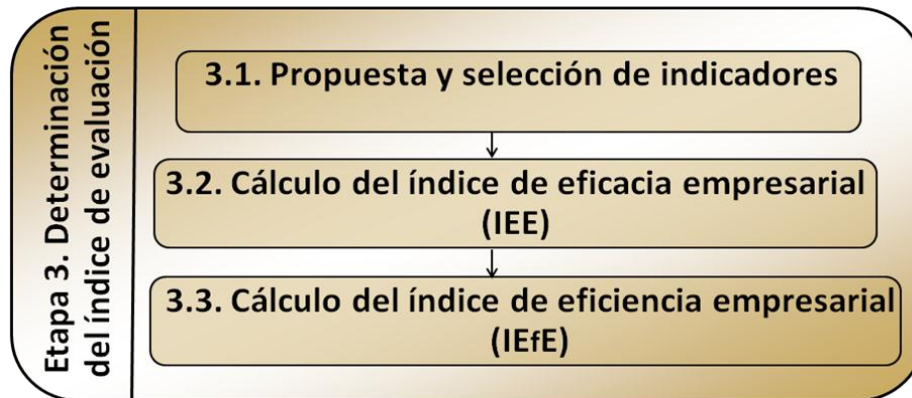 Etapa 3. Determinación
del índice de evaluación
3.1. Propuesta y selección de indicadores
3.2. Cálculo del índice de eficacia empresarial
(IEE)
3.3. Cálculo del índice de eficiencia empresarial
(IEfE)